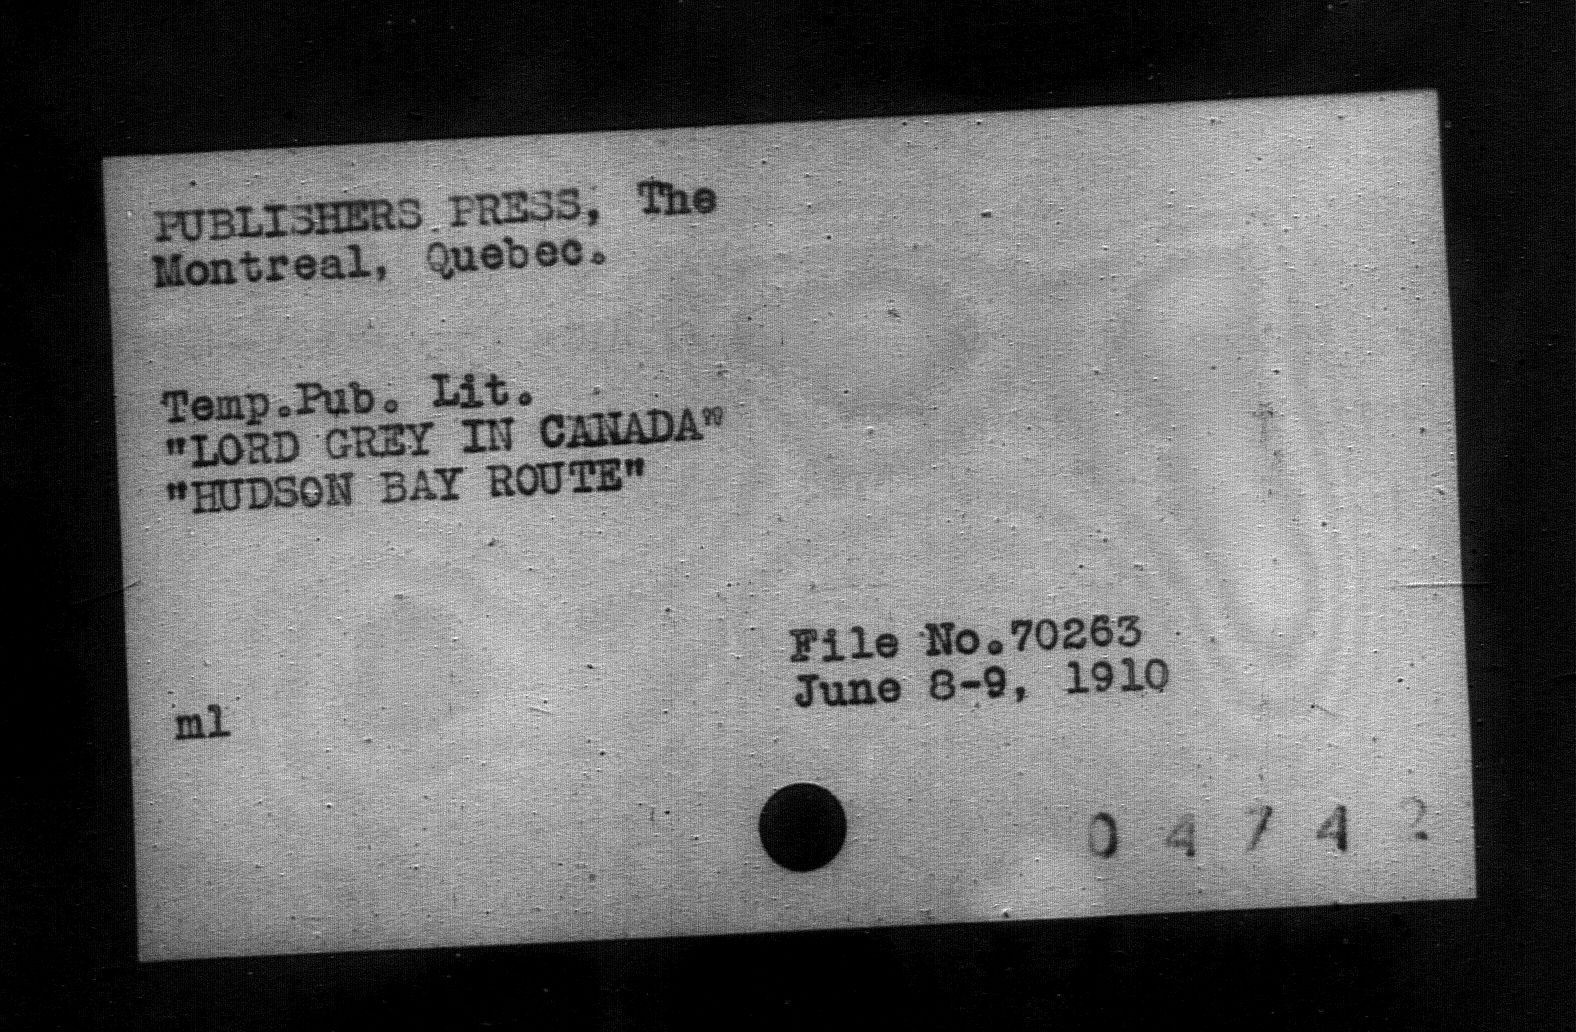 PUBLISHERS PRESS, The
Montreal, Quebec.
Temp.Pub. Lit.
"LORD GREY IN CANADA"
"HUDSON BAY ROUTE"
File No.70263
June 8-9, 1910
ml
0 4 7 4 2